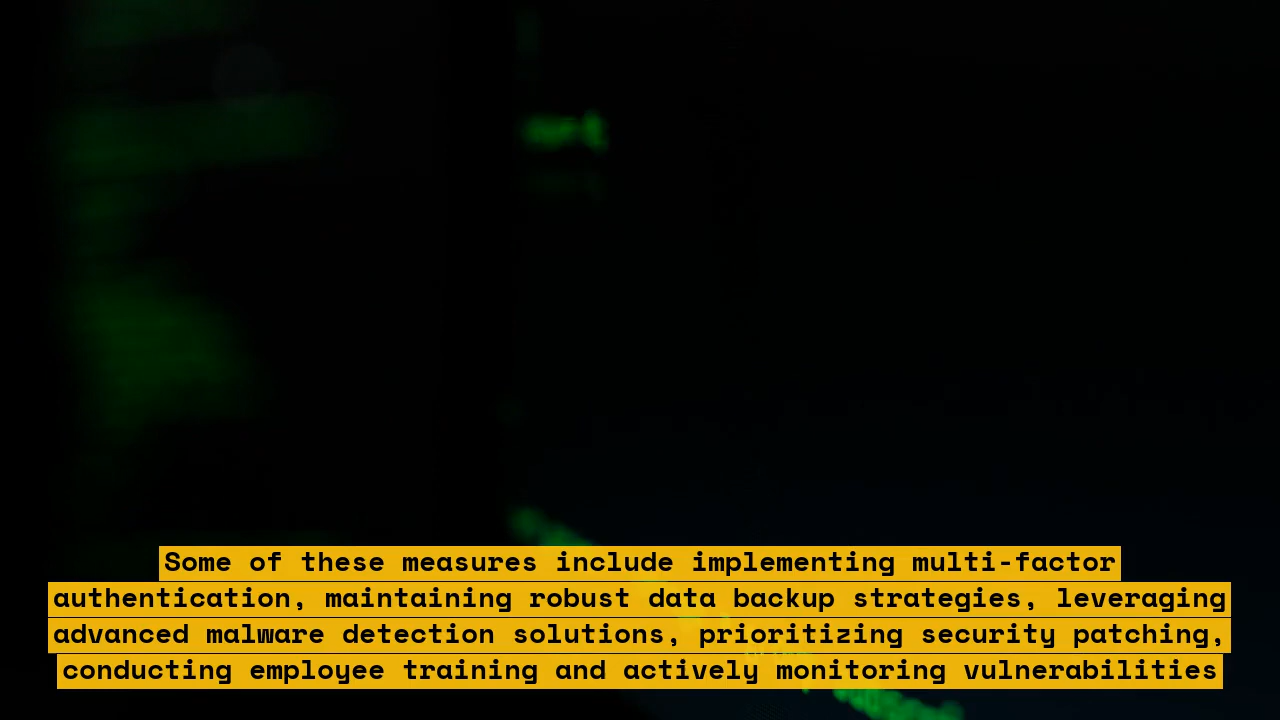 Some of these measures include implementing multi-factor
authentication, maintaining robust data backup strategies, leveraging
advanced malware detection solutions, prioritizing security patching,
conducting employee training and actively monitoring vulnerabilities